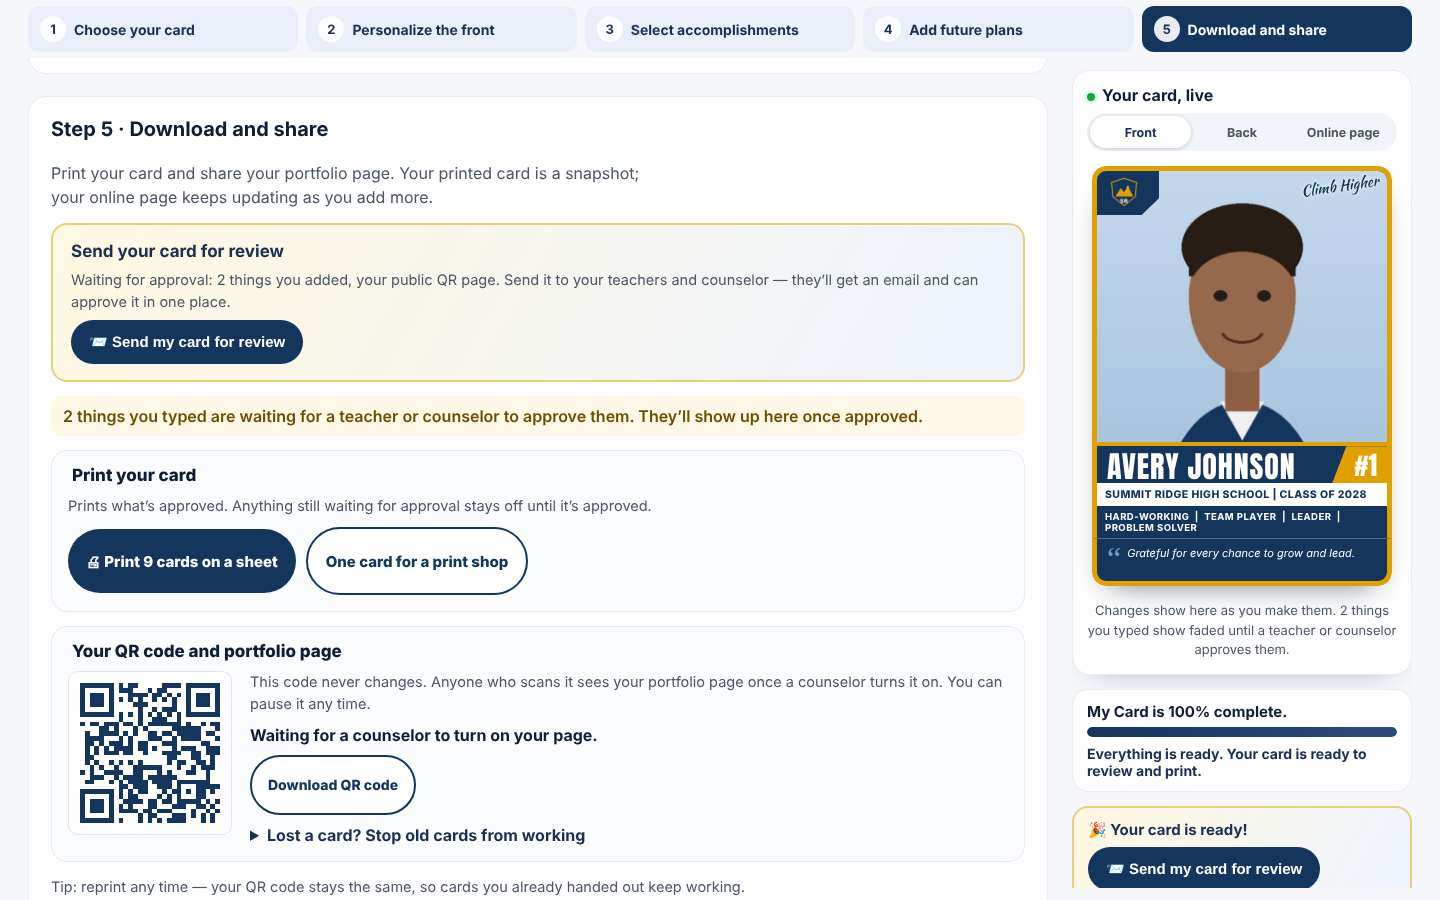 1 Choose your card
2 Personalize the front
3 Select accomplishments
4 Add future plans
5 Download and share
Step 5 · Download and share
Print your card and share your portfolio page. Your printed card is a snapshot;
your online page keeps updating as you add more.
Send your card for review
Waiting for approval: 2 things you added, your public QR page. Send it to your teachers and counselor — they’ll get an email and can
approve it in one place.
📨 Send my card for review
2 things you typed are waiting for a teacher or counselor to approve them. They’ll show up here once approved.
Print your card
Prints what’s approved. Anything still waiting for approval stays off until it’s approved.
🖨 Print 9 cards on a sheet
One card for a print shop
Your QR code and portfolio page
This code never changes. Anyone who scans it sees your portfolio page once a counselor turns it on. You can
pause it any time.
Waiting for a counselor to turn on your page.
Download QR code
▶ Lost a card? Stop old cards from working
Tip: reprint any time — your QR code stays the same, so cards you already handed out keep working.
Your card, live
Front
Back
Online page
SR
Climb Higher
AVERY JOHNSON
#1
SUMMIT RIDGE HIGH SCHOOL | CLASS OF 2028
HARD-WORKING | TEAM PLAYER | LEADER |
PROBLEM SOLVER
“ Grateful for every chance to grow and lead.
Changes show here as you make them. 2 things
you typed show faded until a teacher or counselor
approves them.
My Card is 100% complete.
Everything is ready. Your card is ready to
review and print.
🎉 Your card is ready!
📨 Send my card for review